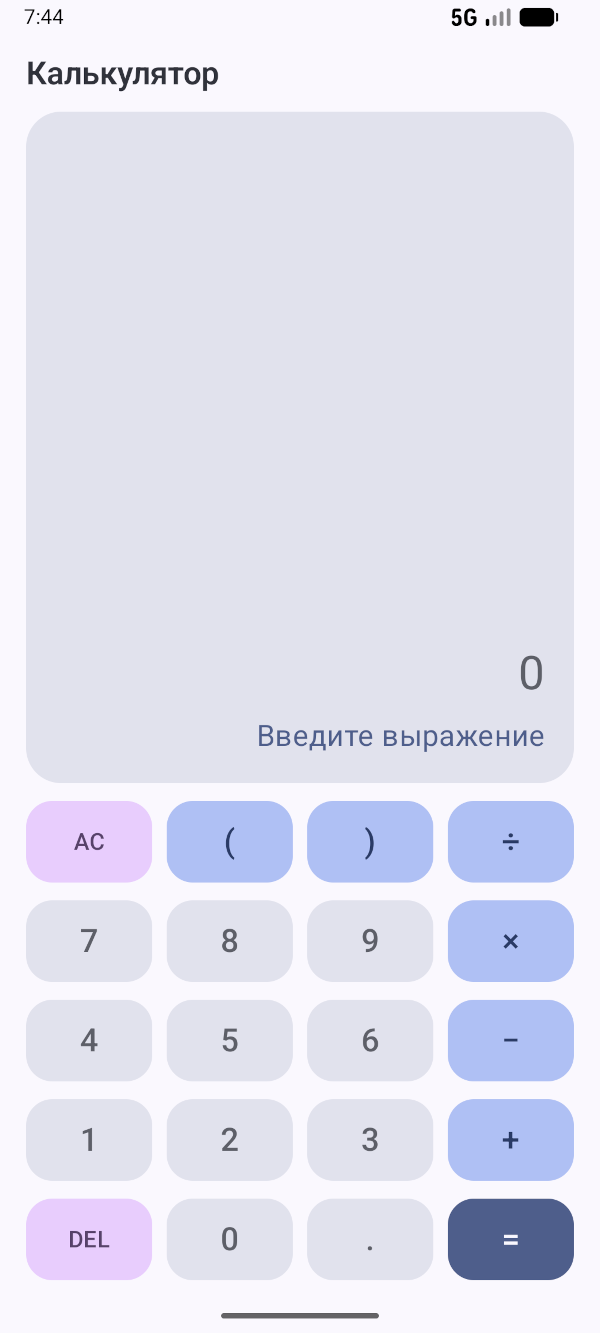 7:44 5G
Калькулятор
0
Введите выражение
AC ( ) ÷
7 8 9 ×
4 5 6 −
1 2 3 +
DEL 0 . =